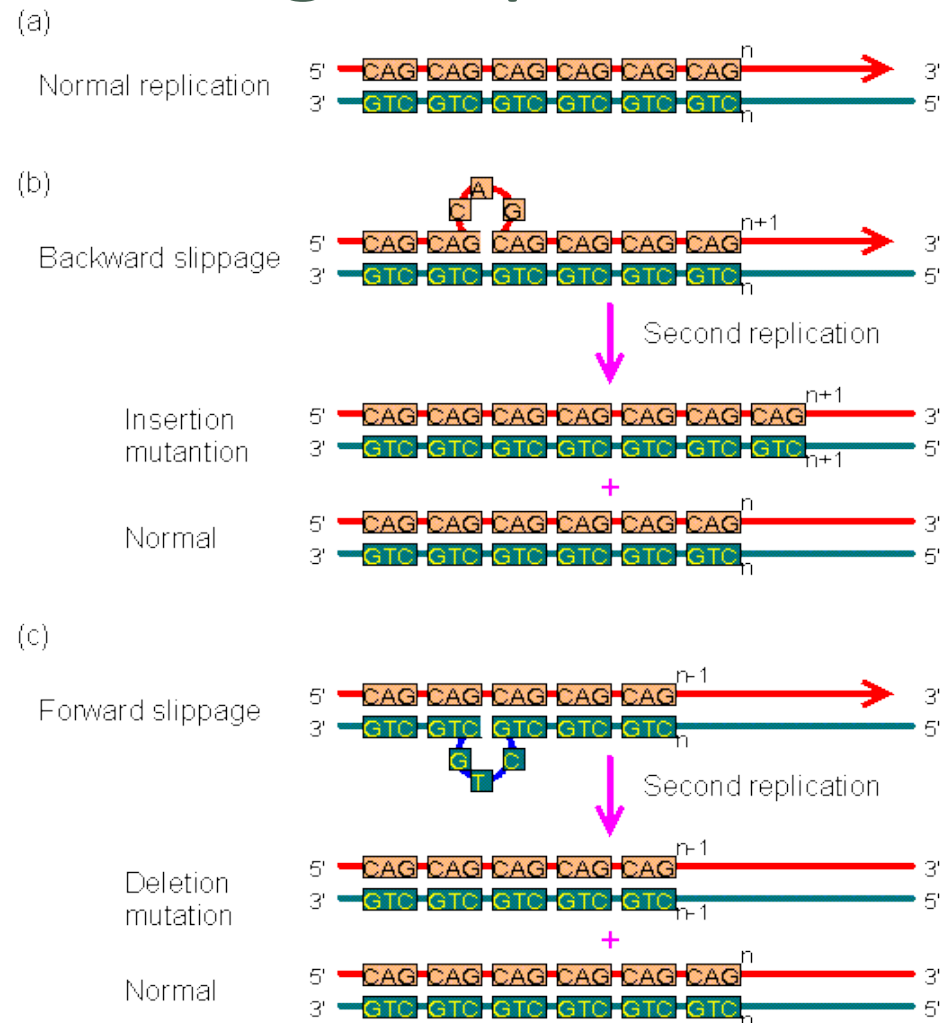 (a)
n
Normal replication 5' CAG CAG CAG CAG CAG CAG 3'
3' GTC GTC GTC GTC GTC GTC 5'
n
(b)
A
C G
n+1
Backward slippage 5' CAG CAG CAG CAG CAG CAG 3'
3' GTC GTC GTC GTC GTC GTC 5'
n
Second replication
n+1
Insertion 5' CAG CAG CAG CAG CAG CAG CAG 3'
mutantion 3' GTC GTC GTC GTC GTC GTC GTC 5'
n+1
+
n
Normal 5' CAG CAG CAG CAG CAG CAG 3'
3' GTC GTC GTC GTC GTC GTC 5'
n
(c)
n-1
Forward slippage 5' CAG CAG CAG CAG CAG 3'
3' GTC GTC GTC GTC GTC 5'
n
G C
T
Second replication
n-1
Deletion 5' CAG CAG CAG CAG CAG 3'
mutation 3' GTC GTC GTC GTC GTC 5'
n-1
+
n
Normal 5' CAG CAG CAG CAG CAG CAG 3'
3' GTC GTC GTC GTC GTC GTC 5'
n